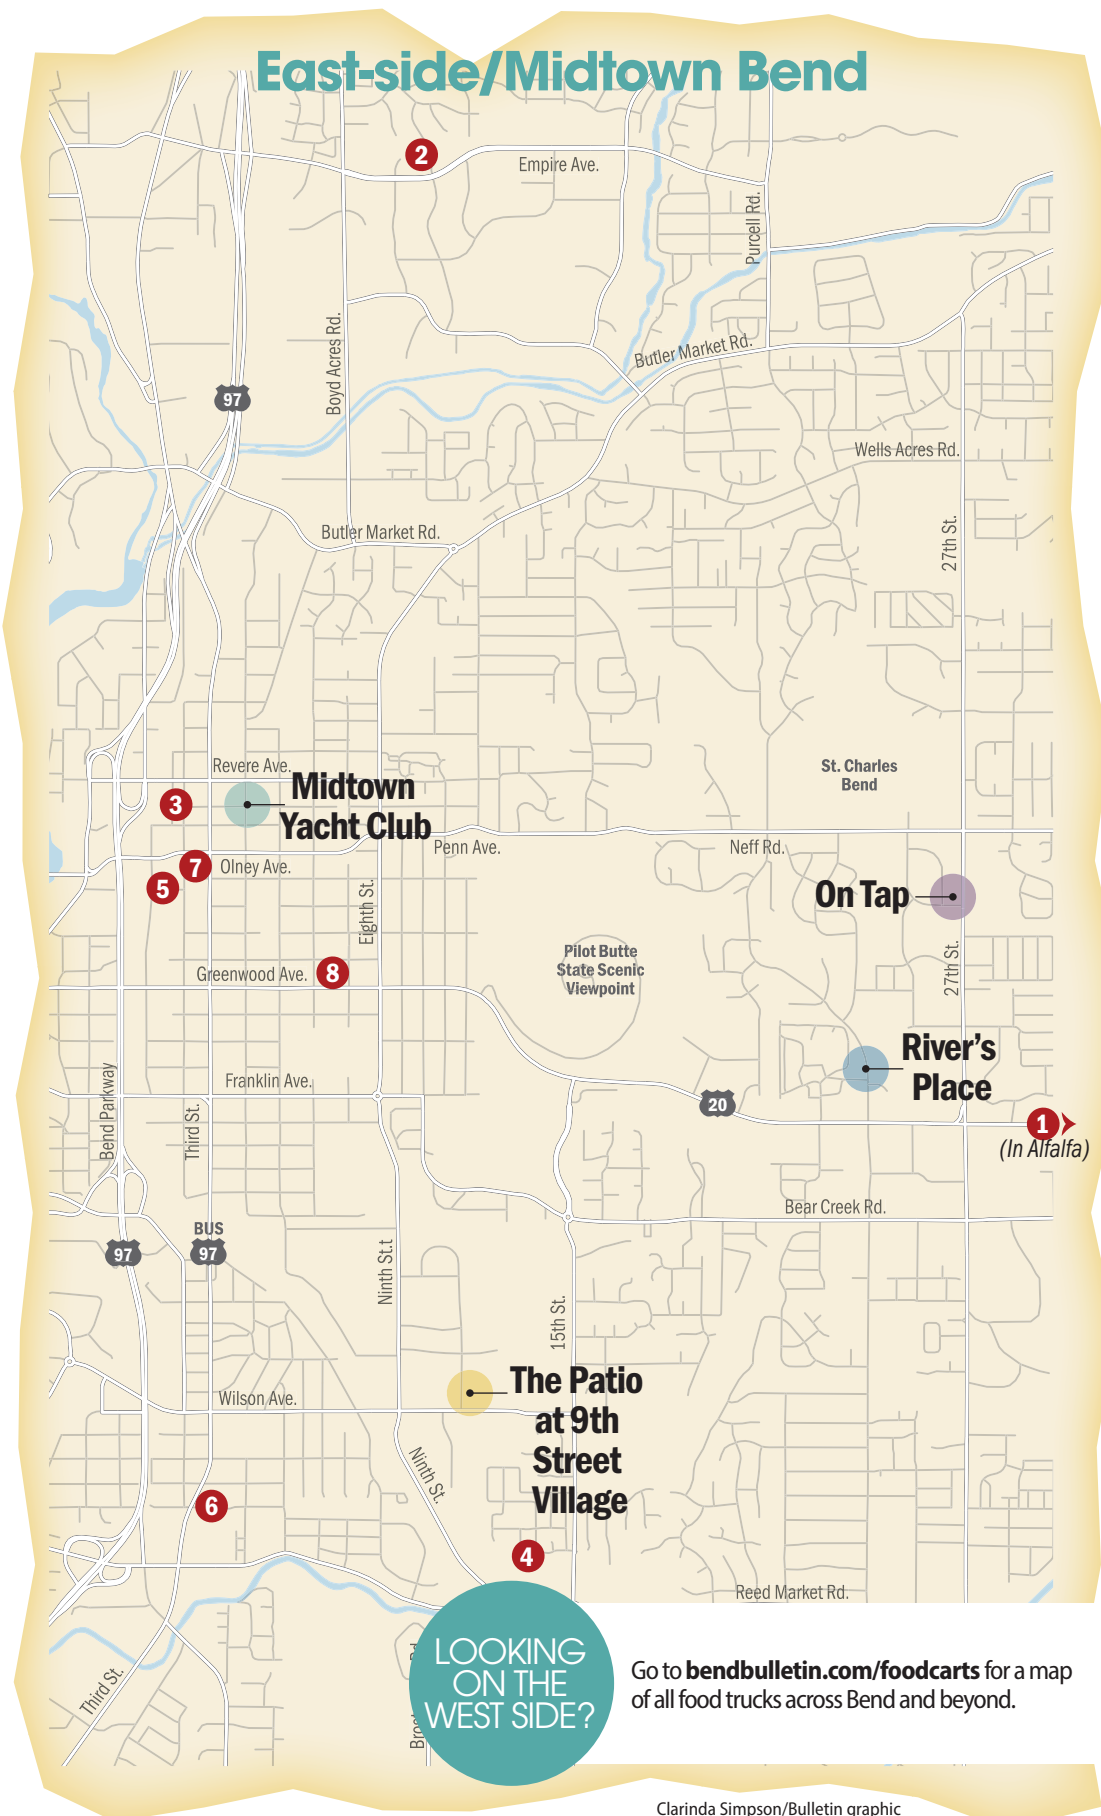 East-side/Midtown Bend
2
Empire Ave.
Purcell Rd.
Boyd Acres Rd.
Butler Market Rd.
97
Wells Acres Rd.
27th St.
Butler Market Rd.
St. Charles
Bend
Revere Ave.
Midtown
Yacht Club
3
Penn Ave.
Neff Rd.
7
Olney Ave.
5
On Tap
Eighth St.
Pilot Butte
State Scenic
Viewpoint
27th St.
Greenwood Ave.
8
River's
Place
Franklin Ave.
Bend Parkway
Third St.
20
1
(In Alfalfa)
Bear Creek Rd.
BUS
97
97
Ninth St.t
15th St.
The Patio
at 9th
Street
Village
Wilson Ave.
Ninth St.
6
4
Reed Market Rd.
Third St.
LOOKING
ON THE
WEST SIDE?
Go to bendbulletin.com/foodcarts for a map
of all food trucks across Bend and beyond.
Clarinda Simpson/Bulletin graphic